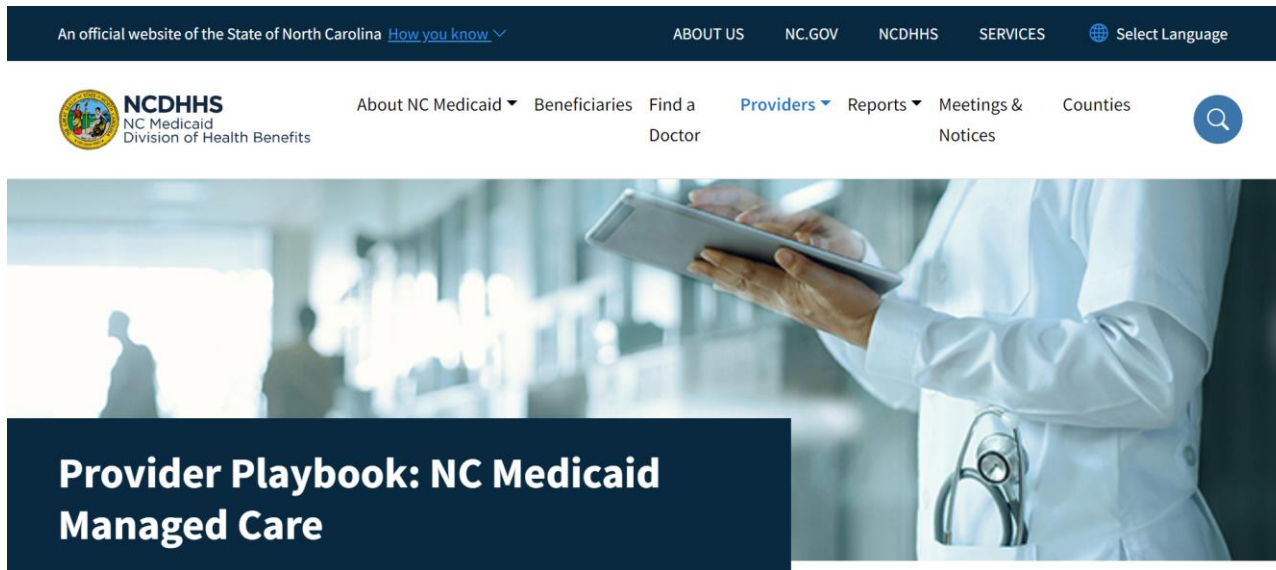 An official website of the State of North Carolina How you know
ABOUT US NC.GOV NCDHHS SERVICES Select Language
NCDHHS
NC Medicaid
Division of Health Benefits
About NC Medicaid Beneficiaries Find a Doctor Providers Reports Meetings & Notices Counties
Provider Playbook: NC Medicaid
Managed Care